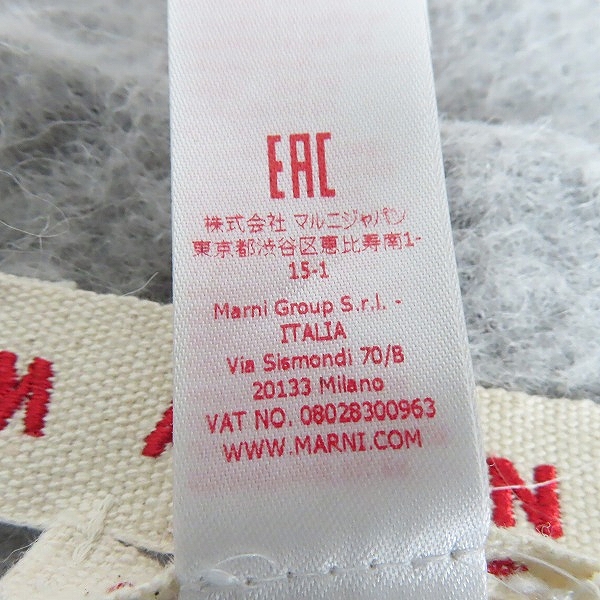 EAC
株式会社 マルニジャパン
東京都渋谷区恵比寿南1-
15-1
Marni Group S.r.l. -
ITALIA
Via Sismondi 70/B
20133 Milano
VAT NO. 08028300963
WWW.MARNI.COM